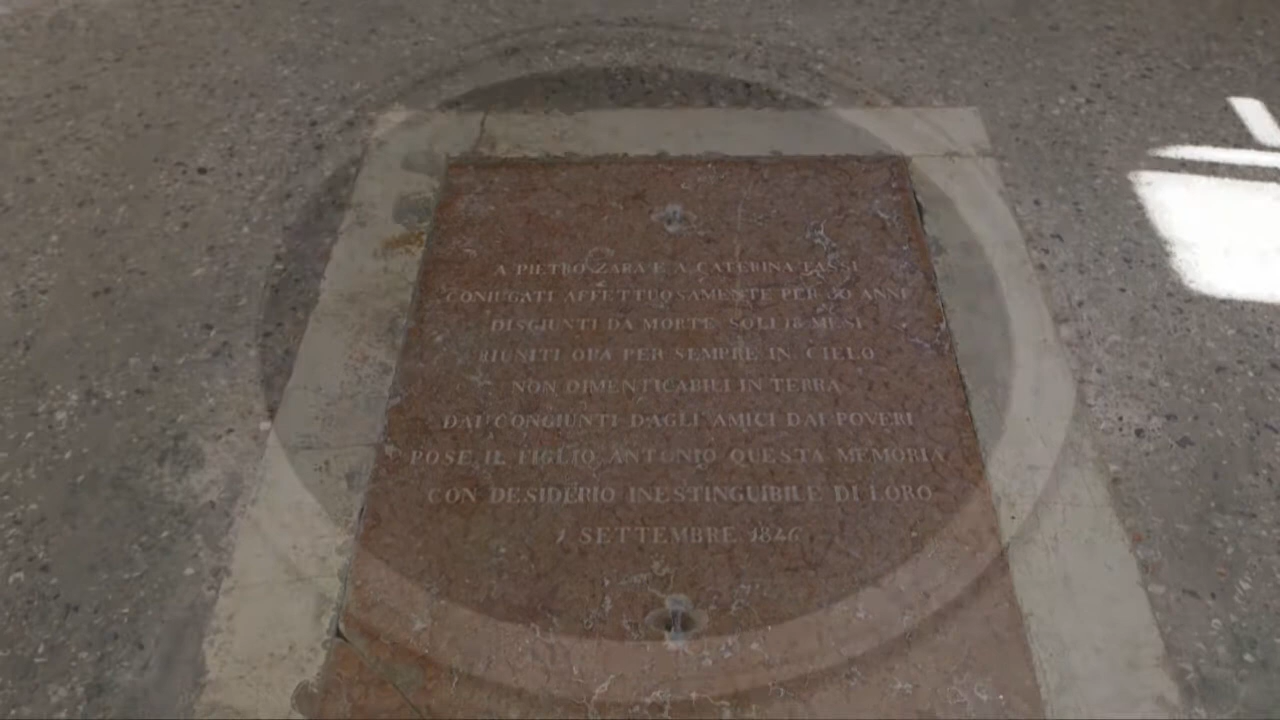 A PIETRO ZARA E A CATERINA TASSI
CONIUGATI AFFETTUOSAMENTE PER 30 ANNI
DISGIUNTI DA MORTE SOLI 18 MESI
RIUNITI ORA PER SEMPRE IN CIELO
NON DIMENTICABILI IN TERRA
DAI CONGIUNTI DAGLI AMICI DAI POVERI
POSE IL FIGLIO ANTONIO QUESTA MEMORIA
CON DESIDERIO INESTINGUIBILE DI LORO
1 SETTEMBRE 1846